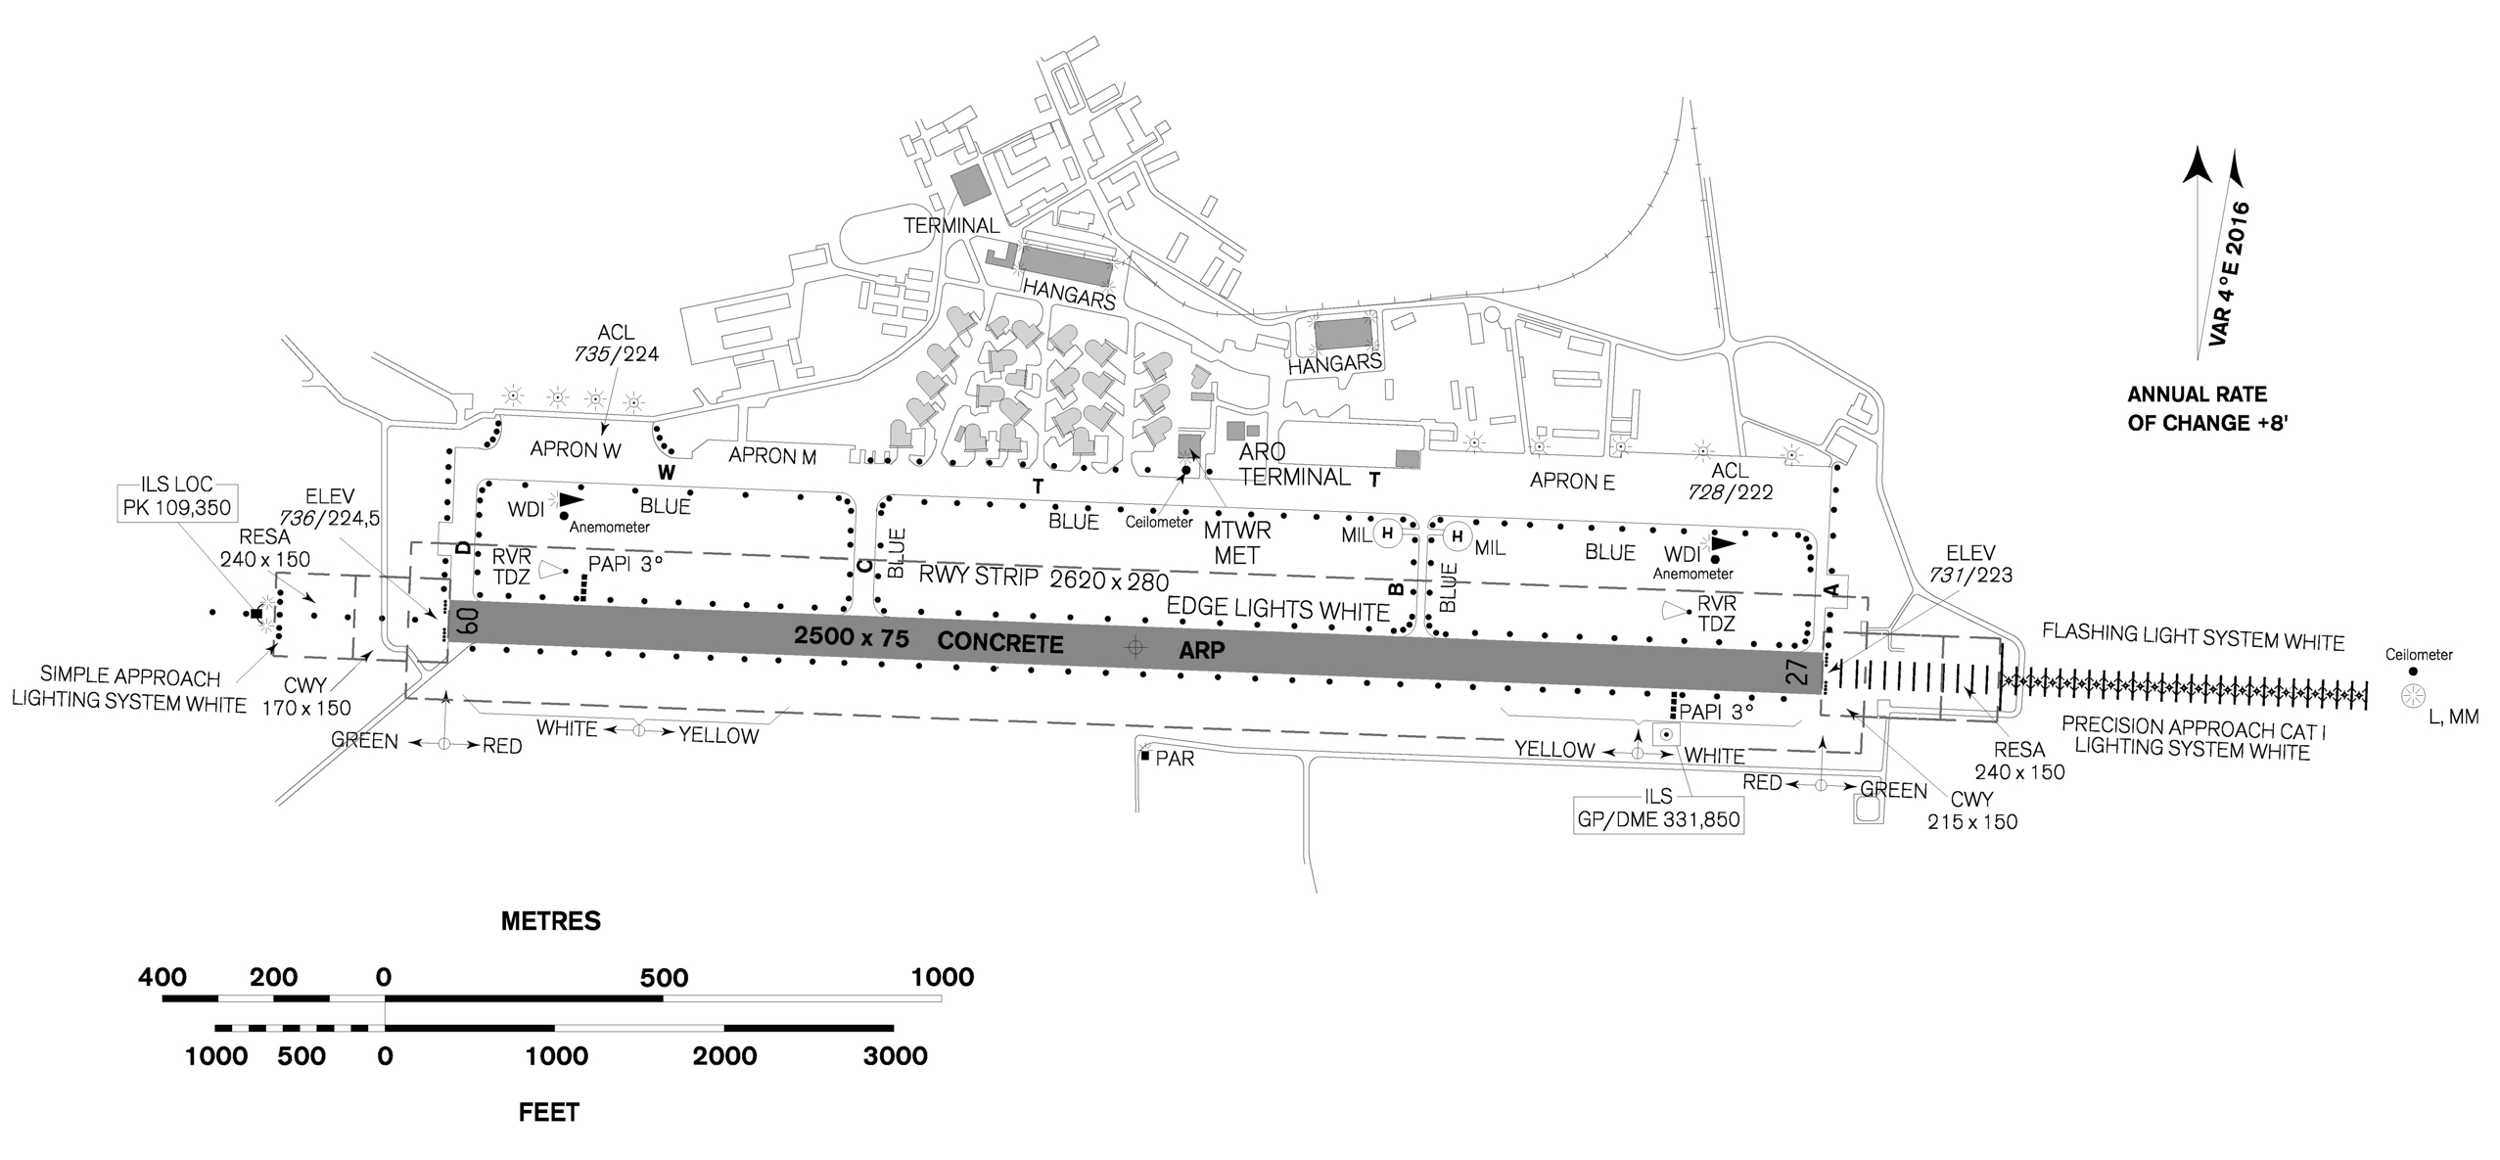 TERMINAL
HANGARS
HANGARS
VAR 4°E 2016
ANNUAL RATE
OF CHANGE +8'
ACL
735/224
APRON W
W
APRON M
ARO
TERMINAL
T
T
APRON E
ACL
728/222
ILS LOC
PK 109,350
ELEV
736/224,5
RESA
240 x 150
WDI
Anemometer
BLUE
BLUE
Ceilometer
MTWR
MET
MIL
H
H
MIL
BLUE
WDI
Anemometer
ELEV
731/223
D
RVR
TDZ
PAPI 3°
C
BLUE
RWY STRIP 2620 x 280
EDGE LIGHTS WHITE
B
BLUE
RVR
TDZ
A
09
2500 x 75 CONCRETE
ARP
27
FLASHING LIGHT SYSTEM WHITE
Ceilometer
L, MM
SIMPLE APPROACH
LIGHTING SYSTEM WHITE
CWY
170 x 150
GREEN
RED
WHITE
YELLOW
PAR
YELLOW
WHITE
PAPI 3°
RED
GREEN
ILS
GP/DME 331,850
PRECISION APPROACH CAT I
LIGHTING SYSTEM WHITE
RESA
240 x 150
CWY
215 x 150
METRES
400 200 0 500 1000
1000 500 0 1000 2000 3000
FEET